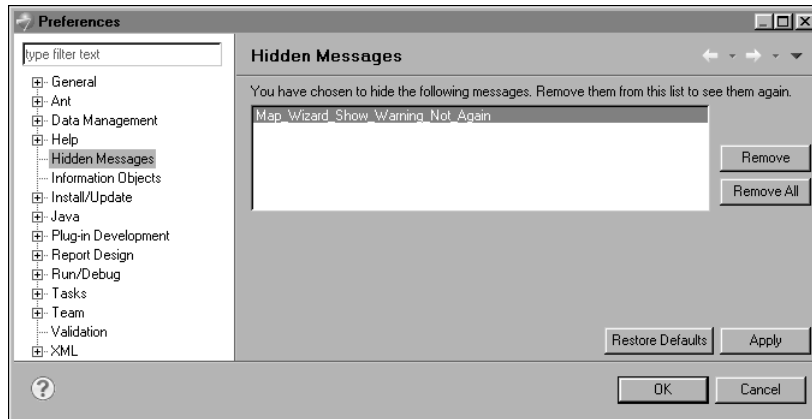 Preferences
type filter text
General
Ant
Data Management
Help
Hidden Messages
Information Objects
Install/Update
Java
Plug-in Development
Report Design
Run/Debug
Tasks
Team
Validation
XML
Hidden Messages
You have chosen to hide the following messages. Remove them from this list to see them again.
Map_Wizard_Show_Warning_Not_Again
Remove
Remove All
Restore Defaults
Apply
?
OK
Cancel